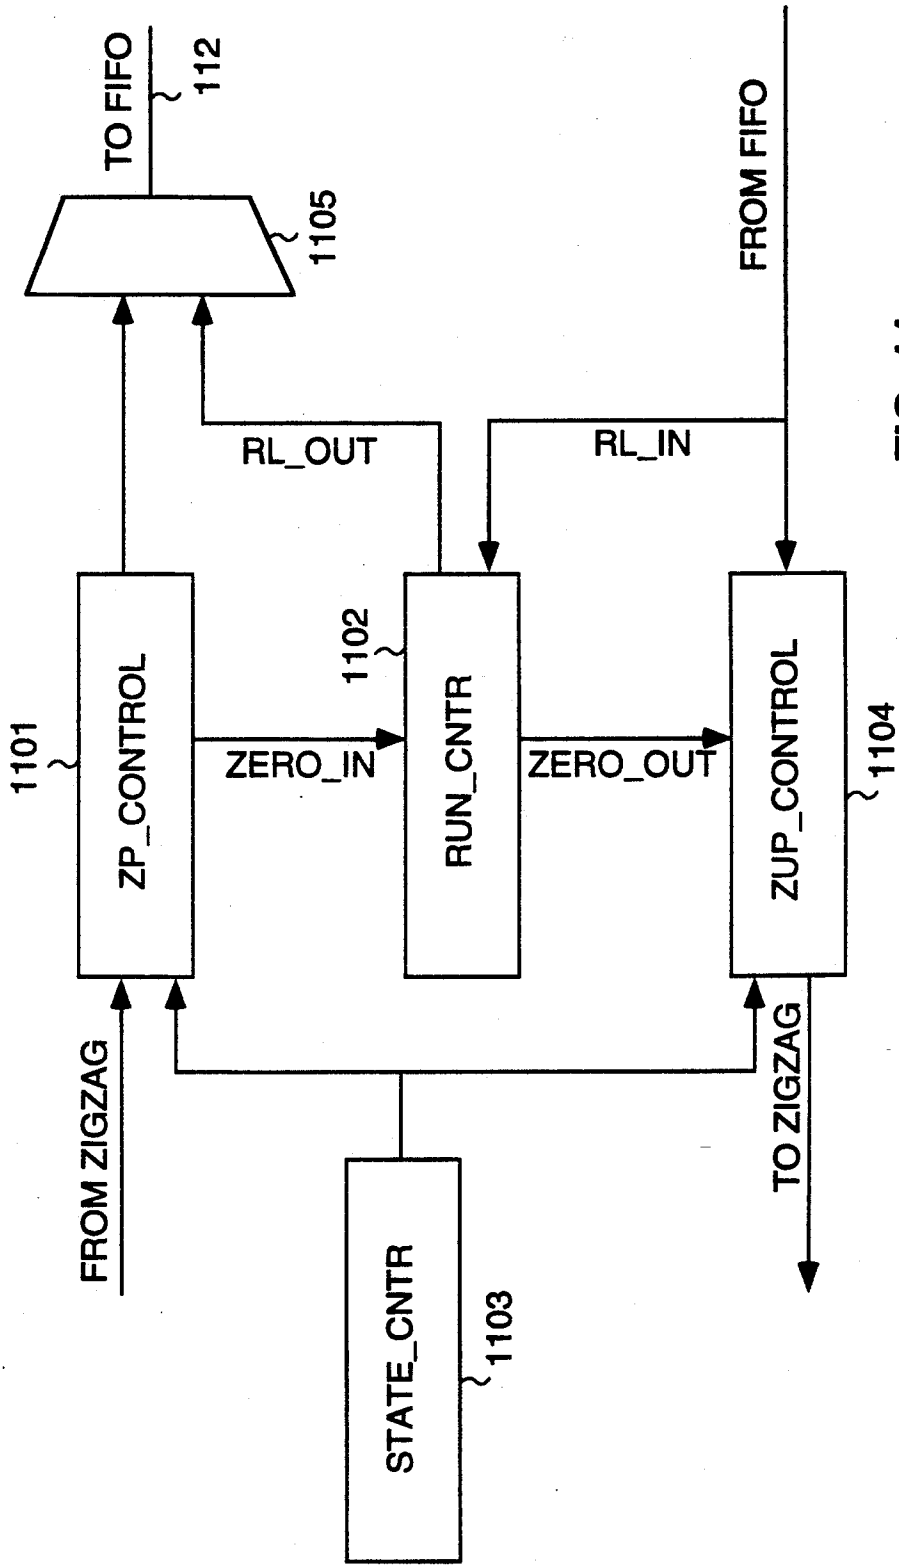 FROM ZIGZAG
1101
ZP_CONTROL
TO FIFO
112
1105
ZERO_IN
RL_OUT
STATE_CNTR
1103
1102
RUN_CNTR
ZERO_OUT
RL_IN
FROM FIFO
TO ZIGZAG
ZUP_CONTROL
1104